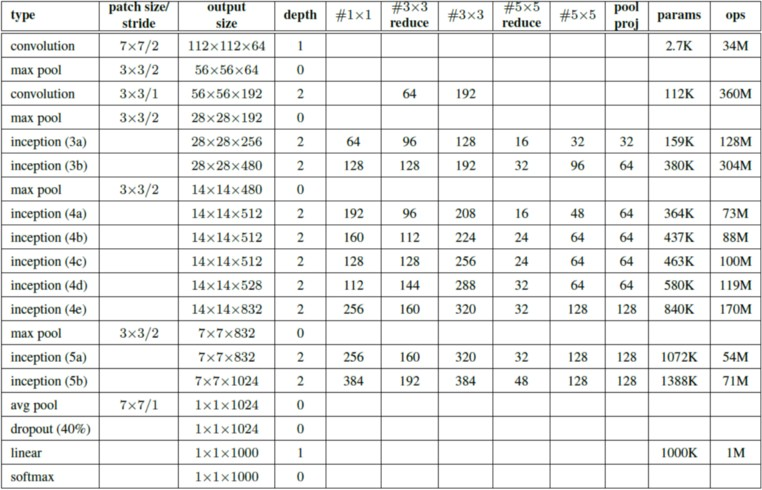 type patch size/ stride output size depth #1×1 #3×3 reduce #3×3 #5×5 reduce #5×5 pool proj params ops
convolution 7×7/2 112×112×64 1 2.7K 34M
max pool 3×3/2 56×56×64 0
convolution 3×3/1 56×56×192 2 64 192 112K 360M
max pool 3×3/2 28×28×192 0
inception (3a) 28×28×256 2 64 96 128 16 32 32 159K 128M
inception (3b) 28×28×480 2 128 128 192 32 96 64 380K 304M
max pool 3×3/2 14×14×480 0
inception (4a) 14×14×512 2 192 96 208 16 48 64 364K 73M
inception (4b) 14×14×512 2 160 112 224 24 64 64 437K 88M
inception (4c) 14×14×512 2 128 128 256 24 64 64 463K 100M
inception (4d) 14×14×528 2 112 144 288 32 64 64 580K 119M
inception (4e) 14×14×832 2 256 160 320 32 128 128 840K 170M
max pool 3×3/2 7×7×832 0
inception (5a) 7×7×832 2 256 160 320 32 128 128 1072K 54M
inception (5b) 7×7×1024 2 384 192 384 48 128 128 1388K 71M
avg pool 7×7/1 1×1×1024 0
dropout (40%) 1×1×1024 0
linear 1×1×1000 1 1000K 1M
softmax 1×1×1000 0